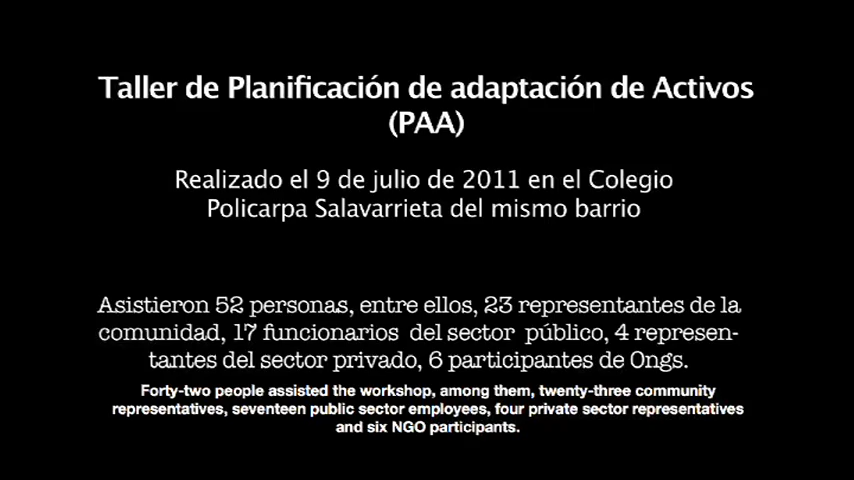 Taller de Planificación de adaptación de Activos
(PAA)
Realizado el 9 de julio de 2011 en el Colegio
Policarpa Salavarrieta del mismo barrio
Asistieron 52 personas, entre ellos, 23 representantes de la
comunidad, 17 funcionarios del sector público, 4 represen-
tantes del sector privado, 6 participantes de Ongs.
Forty-two people assisted the workshop, among them, twenty-three community
representatives, seventeen public sector employees, four private sector representatives
and six NGO participants.